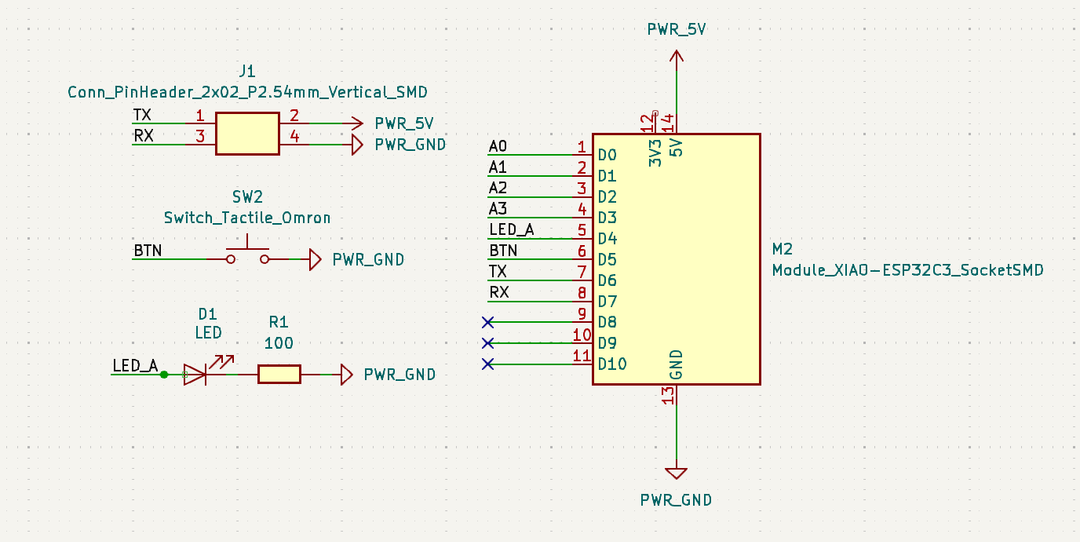 PWR_5V
J1
Conn_PinHeader_2x02_P2.54mm_Vertical_SMD
TX 1 2 PWR_5V
RX 3 4 PWR_GND
SW2
Switch_Tactile_Omron
BTN PWR_GND
D1
LED
R1
100
LED_A PWR_GND
12 14
3V3 5V
A0 1 D0
A1 2 D1
A2 3 D2
A3 4 D3
LED_A 5 D4
BTN 6 D5
TX 7 D6
RX 8 D7
9 D8
10 D9
11 D10
GND
13
M2
Module_XIAO-ESP32C3_SocketSMD
PWR_GND